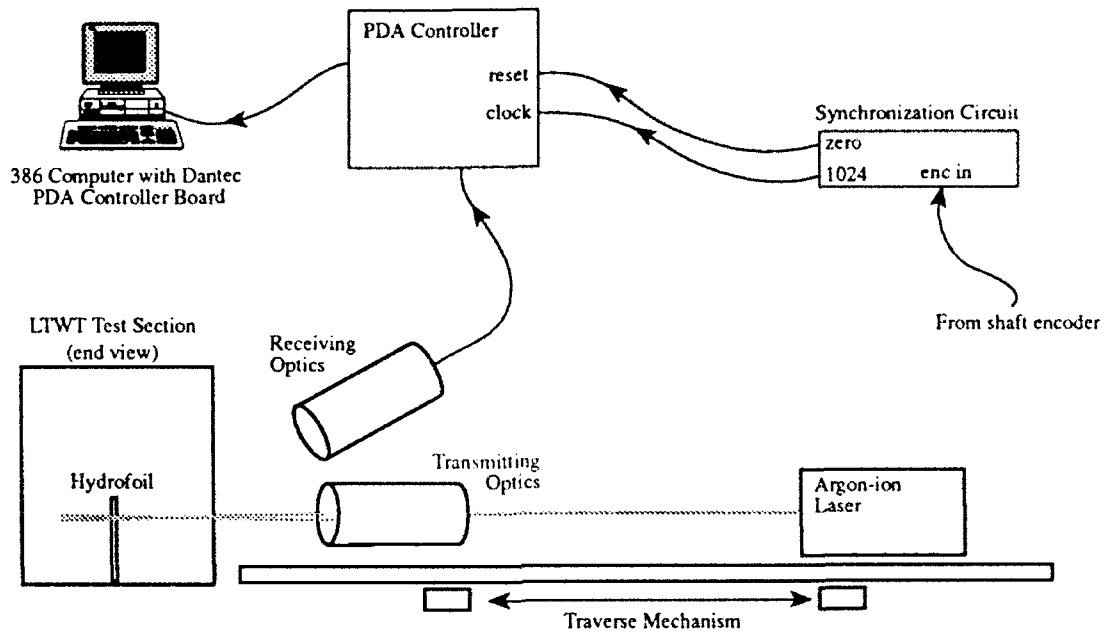 PDA Controller
reset
clock
Synchronization Circuit
zero
1024 enc in
386 Computer with Dantec
PDA Controller Board
From shaft encoder
LTWT Test Section
(end view)
Receiving
Optics
Hydrofoil
Transmitting
Optics
Argon-ion
Laser
Traverse Mechanism